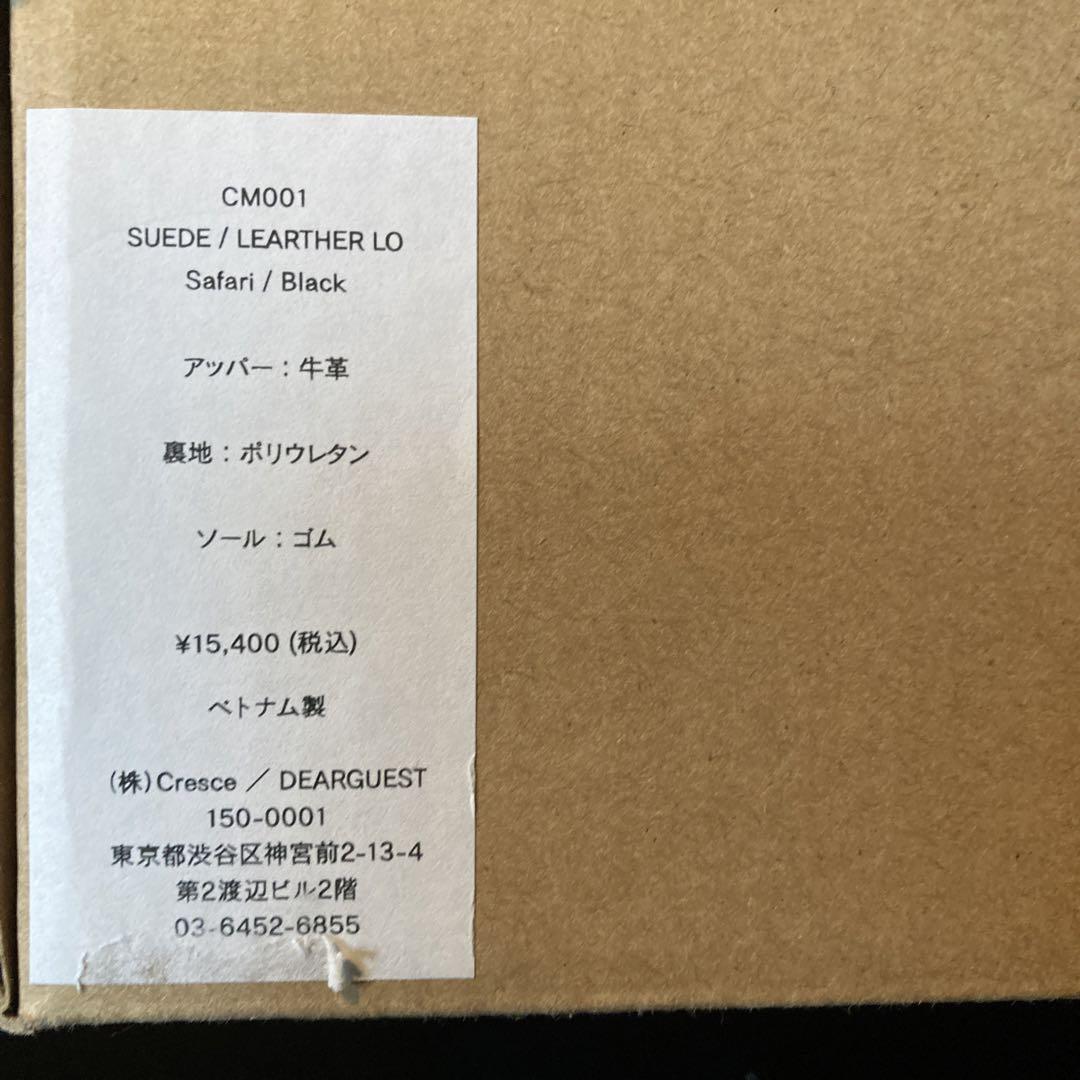 CM001
SUEDE / LEARTHER LO
Safari / Black
アッパー : 牛革
裏地 : ポリウレタン
ソール : ゴム
¥15,400 (税込)
ベトナム製
(株)Cresce ／ DEARGUEST
150-0001
東京都渋谷区神宮前2-13-4
第2渡辺ビル2階
03-6452-6855